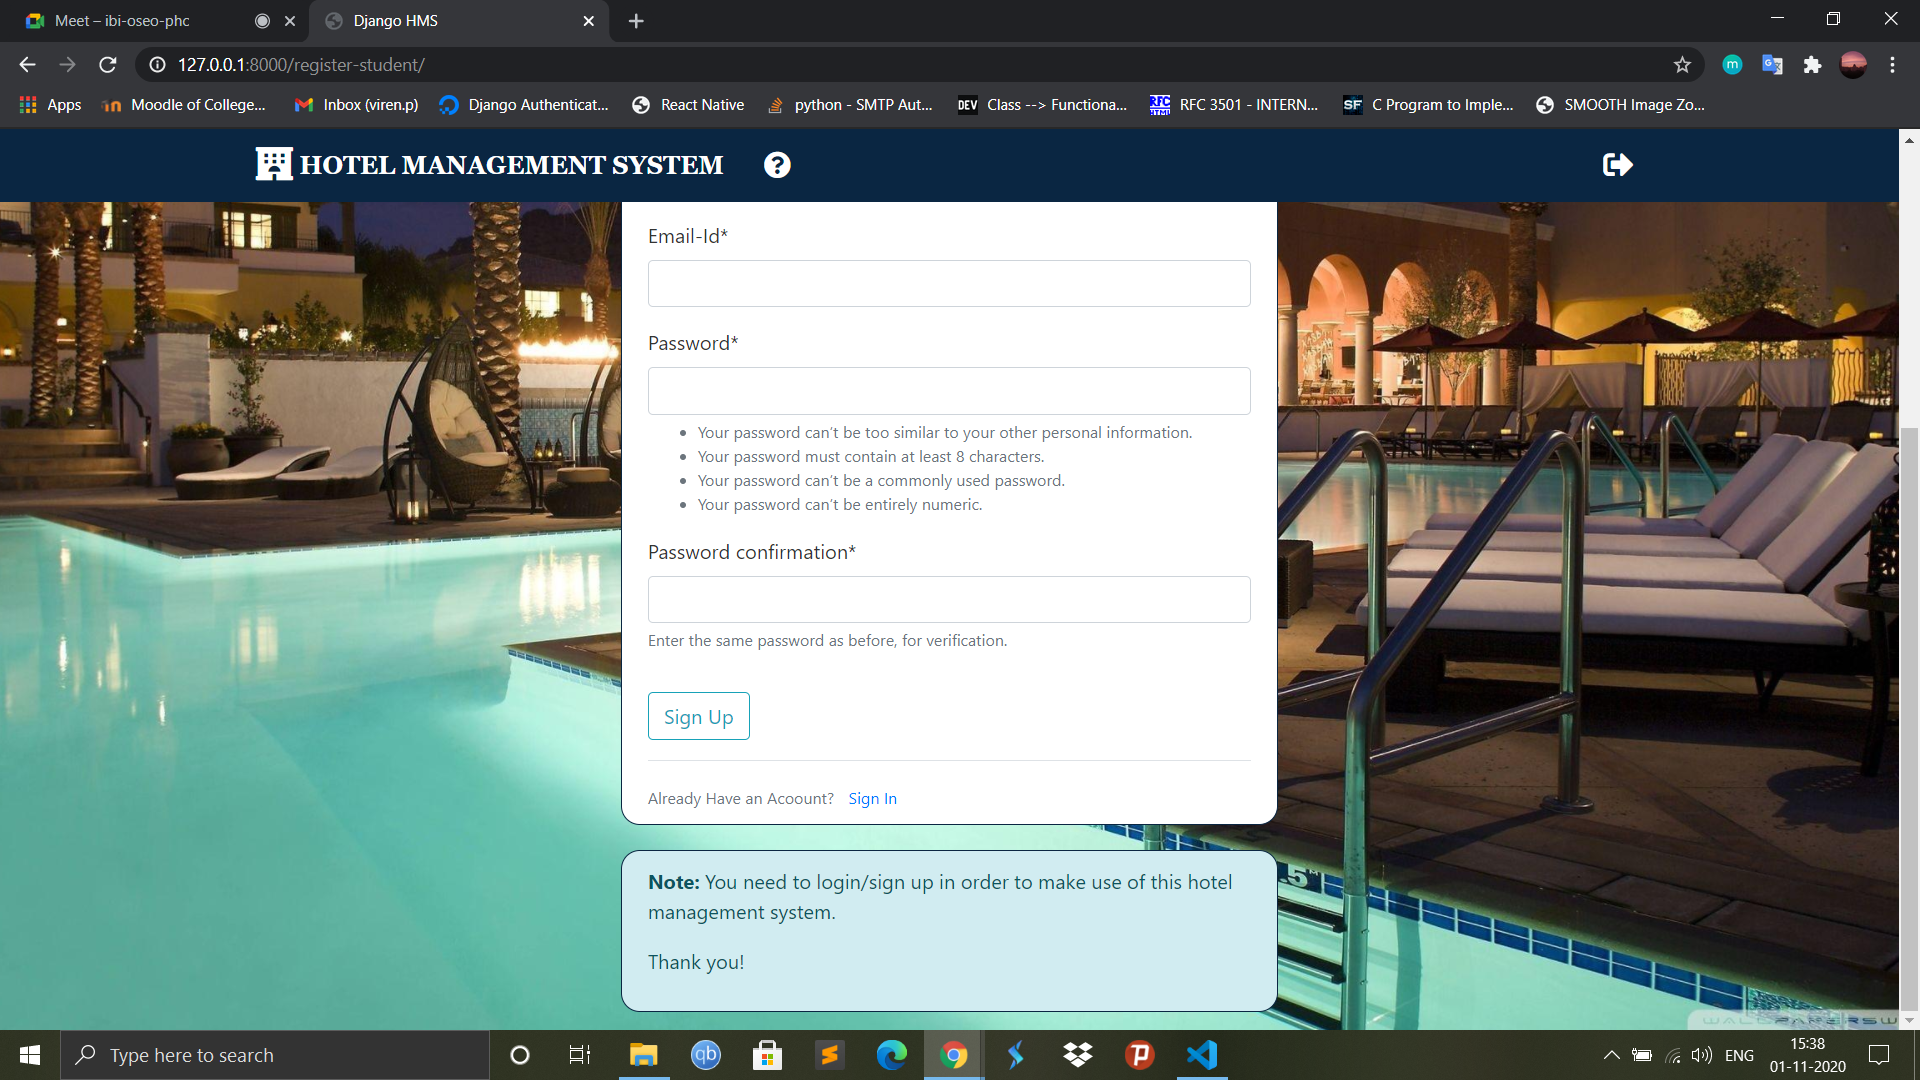 Meet – ibi-oseo-phc
Django HMS
127.0.0.1:8000/register-student/
Apps
Moodle of College...
Inbox (viren.p)
Django Authenticat...
React Native
python - SMTP Aut...
DEV
Class --> Functiona...
RFC
HTML
RFC 3501 - INTERN...
SF
C Program to Imple...
SMOOTH Image Zo...
m
HOTEL MANAGEMENT SYSTEM
Email-Id*
Password*
Your password can't be too similar to your other personal information.
Your password must contain at least 8 characters.
Your password can't be a commonly used password.
Your password can't be entirely numeric.
Password confirmation*
Enter the same password as before, for verification.
Sign Up
Already Have an Acoount? Sign In
Note: You need to login/sign up in order to make use of this hotel
management system.
Thank you!
Type here to search
qb
ENG
15:38
01-11-2020